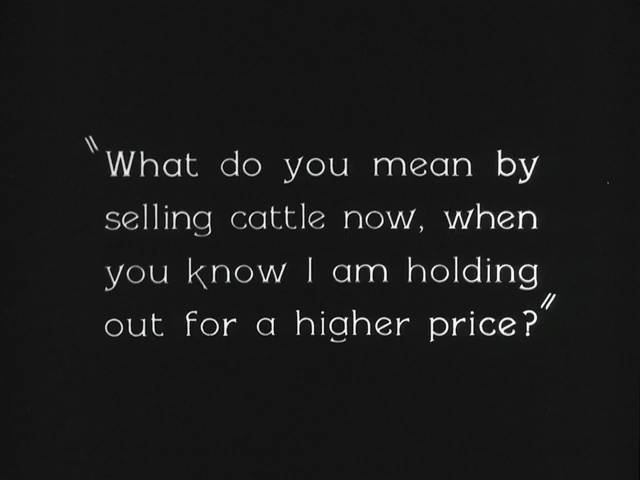 "What do you mean by
selling cattle now, when
you know I am holding
out for a higher price?"